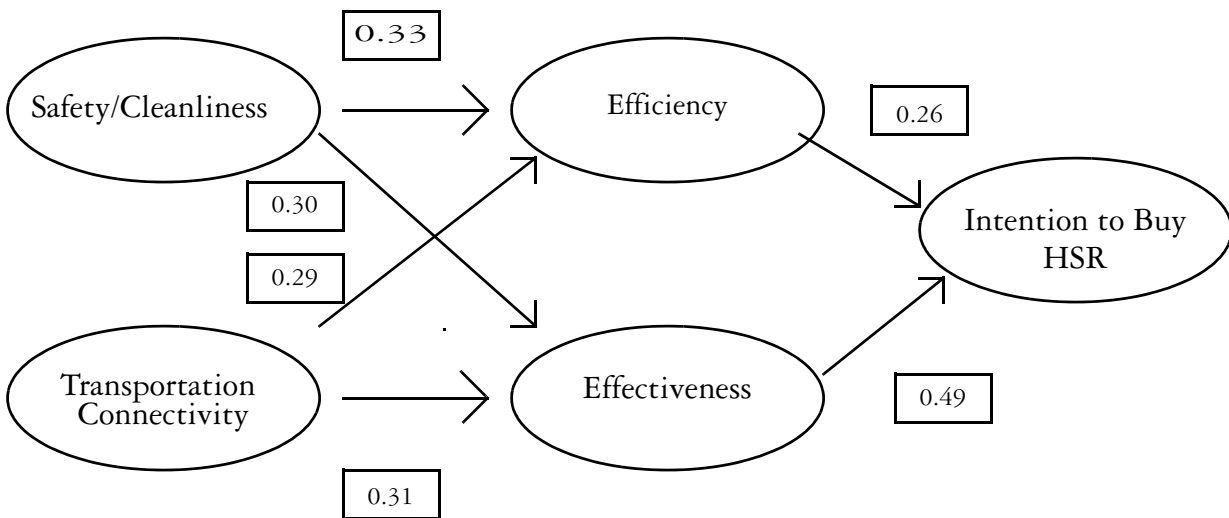 0.33
Safety/Cleanliness
Efficiency
0.26
0.30
Intention to Buy
HSR
0.29
Transportation
Connectivity
Effectiveness
0.49
0.31